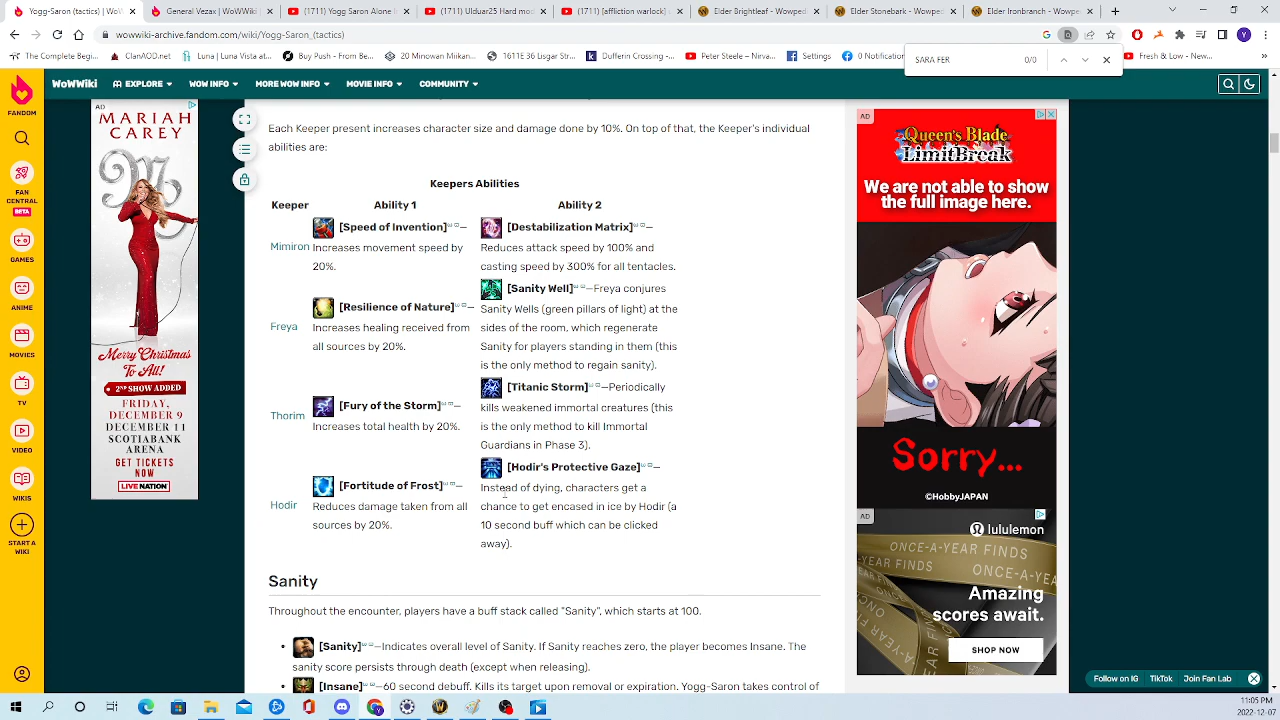 Yogg-Saron (tactics) | WoW
General Vezax | WoWWiki |
(1711) Yogg Saron Alone I
(1711) Ulduar25 Hard mod
(1711) [affliction warlock]
Elder Brightleaf - Wowpe
Elder Stonebark - Wowpe
Elder Ironbranch - Wowpe
wowwiki-archive.fandom.com/wiki/Yogg-Saron_(tactics)
The Complete Begi...
ClanAOD.net
Luna | Luna Vista at...
Buy Push - From Be...
20 Morwan Miikan...
16113E 36 Gludwin...
Dufferin Crossing -...
Peter Steele – Nirva...
Settings
0 Notification
Fresh & Low - New...
SARA FER
0/0
WoWWiki
EXPLORE
WOW INFO
MORE WOW INFO
MOVIE INFO
COMMUNITY
FANDOM
FAN
CENTRAL
BETA
GAMES
ANIME
MOVIES
TV
VIDEO
WIKIS
START A
WIKI
AD
MARIAH
CAREY
Merry Christmas
To All!
2ND SHOW ADDED
FRIDAY,
DECEMBER 9
DECEMBER 11
SCOTIABANK
ARENA
GET TICKETS
NOW
LIVE NATION
Each Keeper present increases character size and damage done by 10%. On top of that, the Keeper's individual
abilities are:
Keepers Abilities
Keeper
Ability 1
Ability 2
Mimiron
[Speed of Invention]—
Increases movement speed by
20%.
[Destabilization Matrix]—
Reduces attack speed by 100% and
casting speed by 300% for all tentacles.
Freya
[Resilience of Nature]—
Increases healing received from
all sources by 20%.
[Sanity Well]—Freya conjures
Sanity Wells (green pillars of light) at the
sides of the room, which regenerate
Sanity for players standing in them (this
is the only method to regain sanity).
Thorim
[Fury of the Storm]—
Increases total health by 20%.
[Titanic Storm]—Periodically
kills weakened immortal creatures (this
is the only method to kill Immortal
Guardians in Phase 3).
Hodir
[Fortitude of Frost]—
Reduces damage taken from all
sources by 20%.
[Hodir's Protective Gaze]—
Instead of dying, characters get a
chance to get encased in ice by Hodir (a
10 second buff which can be clicked
away).
Sanity
Throughout the encounter, players have a buff stack called "Sanity", which starts at 100.
• [Sanity]—Indicates overall level of Sanity. If Sanity reaches zero, the player becomes Insane. The
sanity score persists through death (except when releasing).
• [Insane]—60 second debuff. Kills its target upon removal or expiration. Yogg-Saron takes control of
AD
Queen's Blade
LimitBreak
We are not able to show
the full image here.
Sorry...
©HobbyJAPAN
AD
lululemon
ONCE-A-YEAR FINDS
Amazing
scores await.
SHOP NOW
Follow on IG
TikTok
Join Fan Lab
11:05 PM
2022-12-07